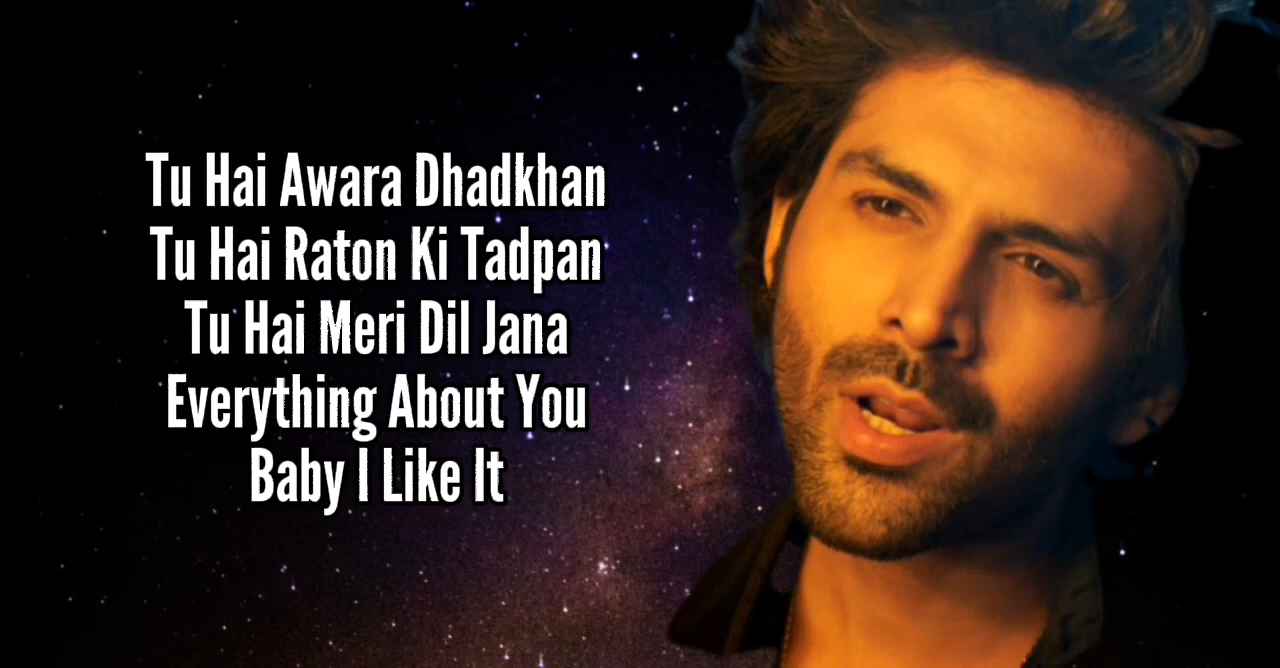 Tu Hai Awara Dhadkhan
Tu Hai Raton Ki Tadpan
Tu Hai Meri Dil Jana
Everything About You
Baby I Like It